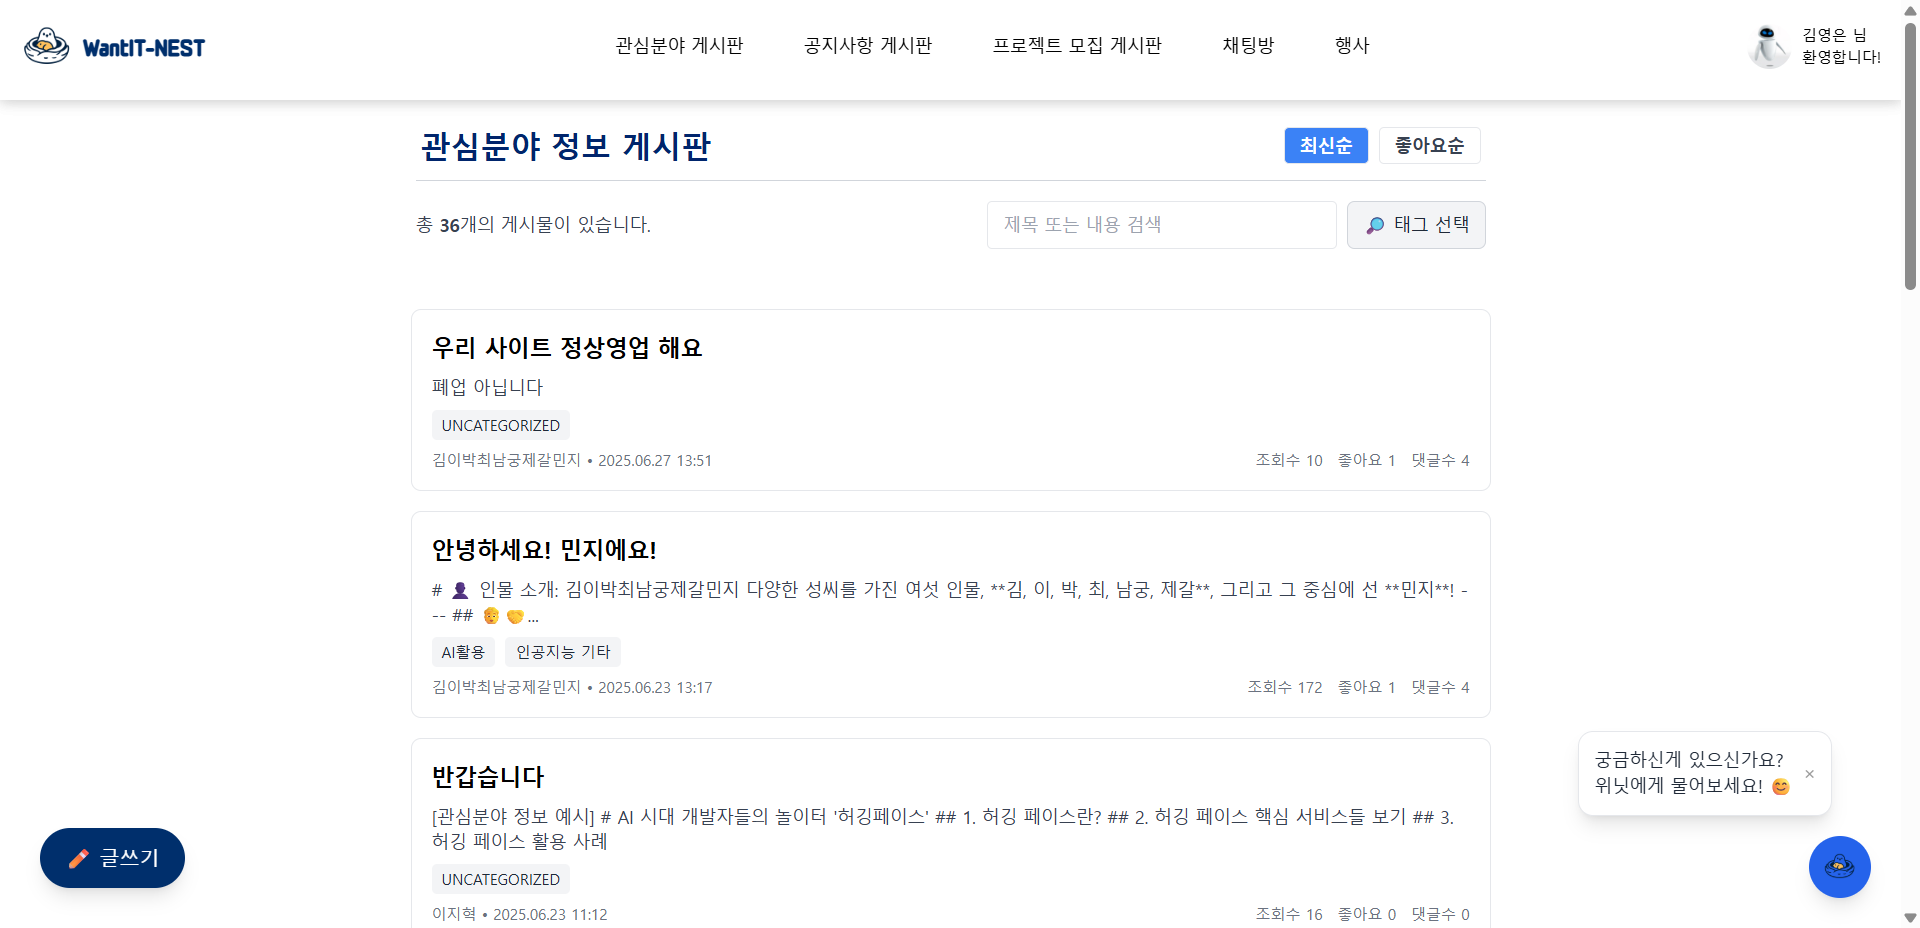 WantIT-NEST
관심분야 게시판
공지사항 게시판
프로젝트 모집 게시판
채팅방
행사
김영은 님
환영합니다!
관심분야 정보 게시판
최신순
좋아요순
총 36개의 게시물이 있습니다.
제목 또는 내용 검색
🔎 태그 선택
우리 사이트 정상영업 해요
폐업 아닙니다
UNCATEGORIZED
김이박최남궁제갈민지 • 2025.06.27 13:51
조회수 10 좋아요 1 댓글수 4
안녕하세요! 민지에요!
# 👤 인물 소개: 김이박최남궁제갈민지 다양한 성씨를 가진 여섯 인물, **김, 이, 박, 최, 남궁, 제갈**, 그리고 그 중심에 선 **민지**! -
-- ## 🧑‍🤝‍...
AI활용
인공지능 기타
김이박최남궁제갈민지 • 2025.06.23 13:17
조회수 172 좋아요 1 댓글수 4
반갑습니다
[관심분야 정보 예시] # AI 시대 개발자들의 놀이터 '허깅페이스' ## 1. 허깅 페이스란? ## 2. 허깅 페이스 핵심 서비스들 보기 ## 3.
허깅 페이스 활용 사례
UNCATEGORIZED
이지혁 • 2025.06.23 11:12
조회수 16 좋아요 0 댓글수 0
궁금하신게 있으신가요?
위닛에게 물어보세요! 😊
×
✏️ 글쓰기